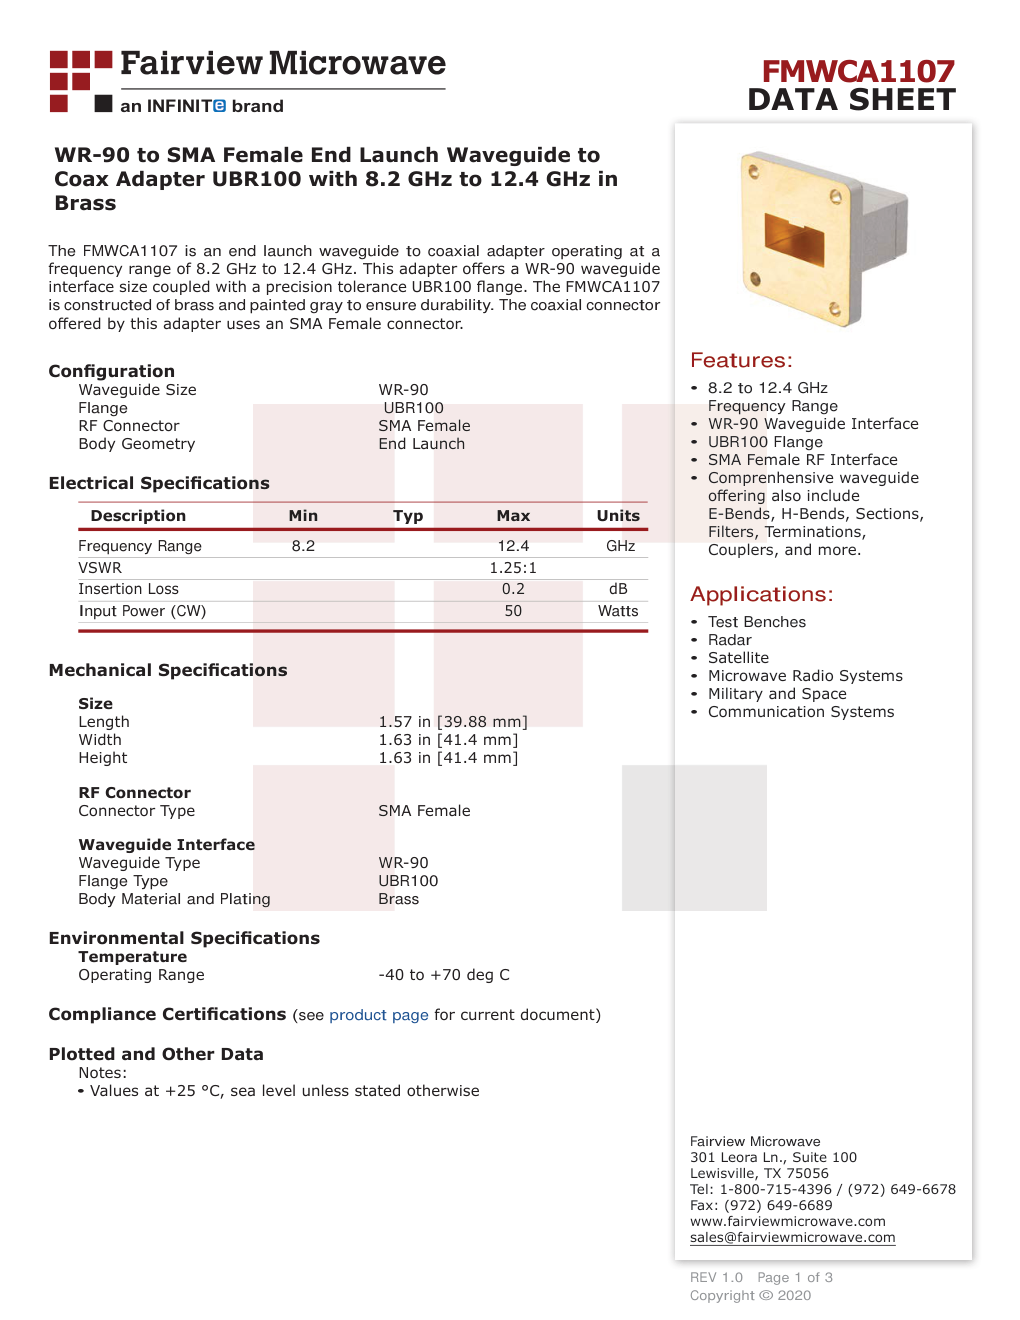 Fairview Microwave
an INFINITe brand
FMWCA1107
DATA SHEET
WR-90 to SMA Female End Launch Waveguide to
Coax Adapter UBR100 with 8.2 GHz to 12.4 GHz in
Brass
The FMWCA1107 is an end launch waveguide to coaxial adapter operating at a
frequency range of 8.2 GHz to 12.4 GHz. This adapter offers a WR-90 waveguide
interface size coupled with a precision tolerance UBR100 flange. The FMWCA1107
is constructed of brass and painted gray to ensure durability. The coaxial connector
offered by this adapter uses an SMA Female connector.
Configuration
Waveguide Size WR-90
Flange UBR100
RF Connector SMA Female
Body Geometry End Launch
Electrical Specifications
Description Min Typ Max Units
Frequency Range 8.2 12.4 GHz
VSWR 1.25:1
Insertion Loss 0.2 dB
Input Power (CW) 50 Watts
Mechanical Specifications
Size
Length 1.57 in [39.88 mm]
Width 1.63 in [41.4 mm]
Height 1.63 in [41.4 mm]
RF Connector
Connector Type SMA Female
Waveguide Interface
Waveguide Type WR-90
Flange Type UBR100
Body Material and Plating Brass
Environmental Specifications
Temperature
Operating Range -40 to +70 deg C
Compliance Certifications (see product page for current document)
Plotted and Other Data
Notes:
• Values at +25 °C, sea level unless stated otherwise
Features:
• 8.2 to 12.4 GHz
Frequency Range
• WR-90 Waveguide Interface
• UBR100 Flange
• SMA Female RF Interface
• Comprenhensive waveguide
offering also include
E-Bends, H-Bends, Sections,
Filters, Terminations,
Couplers, and more.
Applications:
• Test Benches
• Radar
• Satellite
• Microwave Radio Systems
• Military and Space
• Communication Systems
Fairview Microwave
301 Leora Ln., Suite 100
Lewisville, TX 75056
Tel: 1-800-715-4396 / (972) 649-6678
Fax: (972) 649-6689
www.fairviewmicrowave.com
sales@fairviewmicrowave.com
REV 1.0 Page 1 of 3
Copyright © 2020